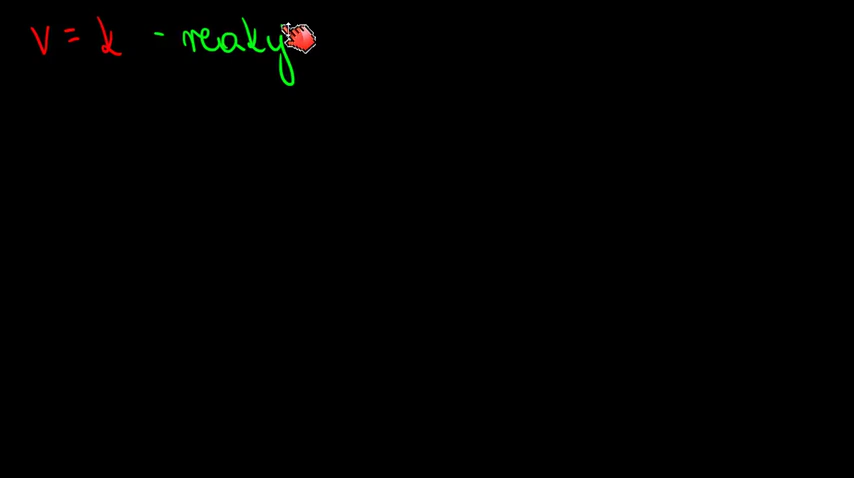 v = k - reaky